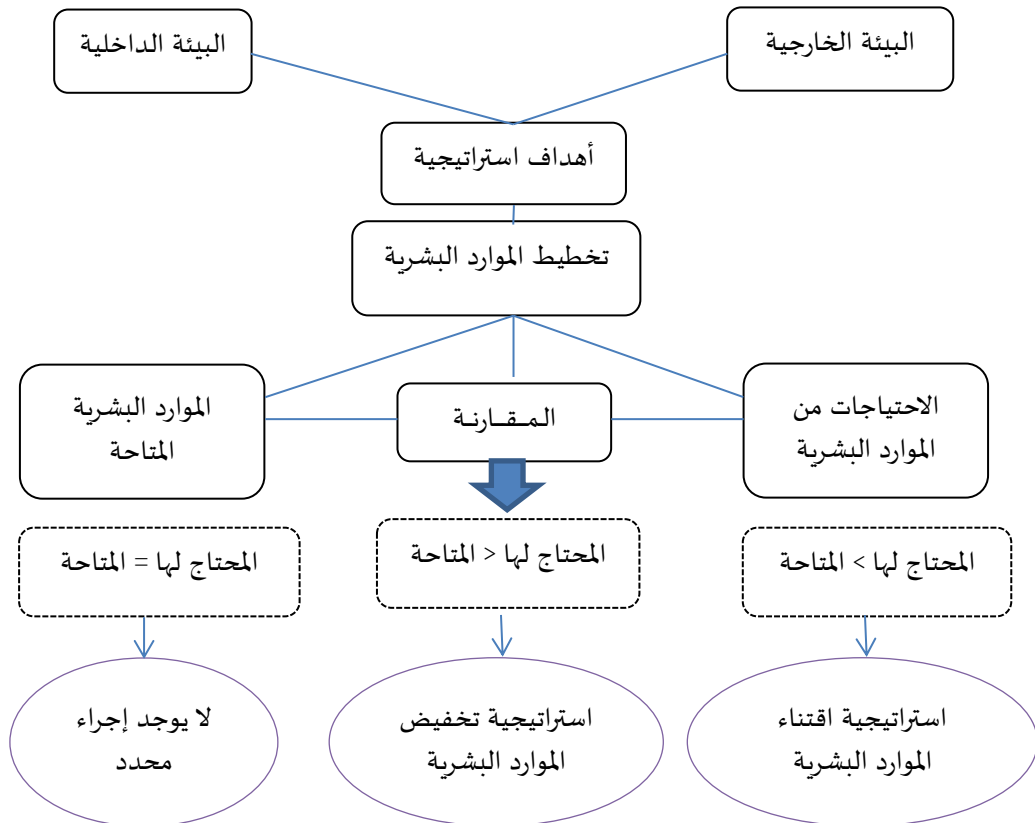 البيئة الخارجية
البيئة الداخلية
أهداف استراتيجية
تخطيط الموارد البشرية
الاحتياجات من
الموارد البشرية
المـقــارنـة
الموارد البشرية
المتاحة
المحتاج لها > المتاحة
المحتاج لها < المتاحة
المحتاج لها = المتاحة
استراتيجية اقتناء
الموارد البشرية
استراتيجية تخفيض
الموارد البشرية
لا يوجد إجراء
محدد